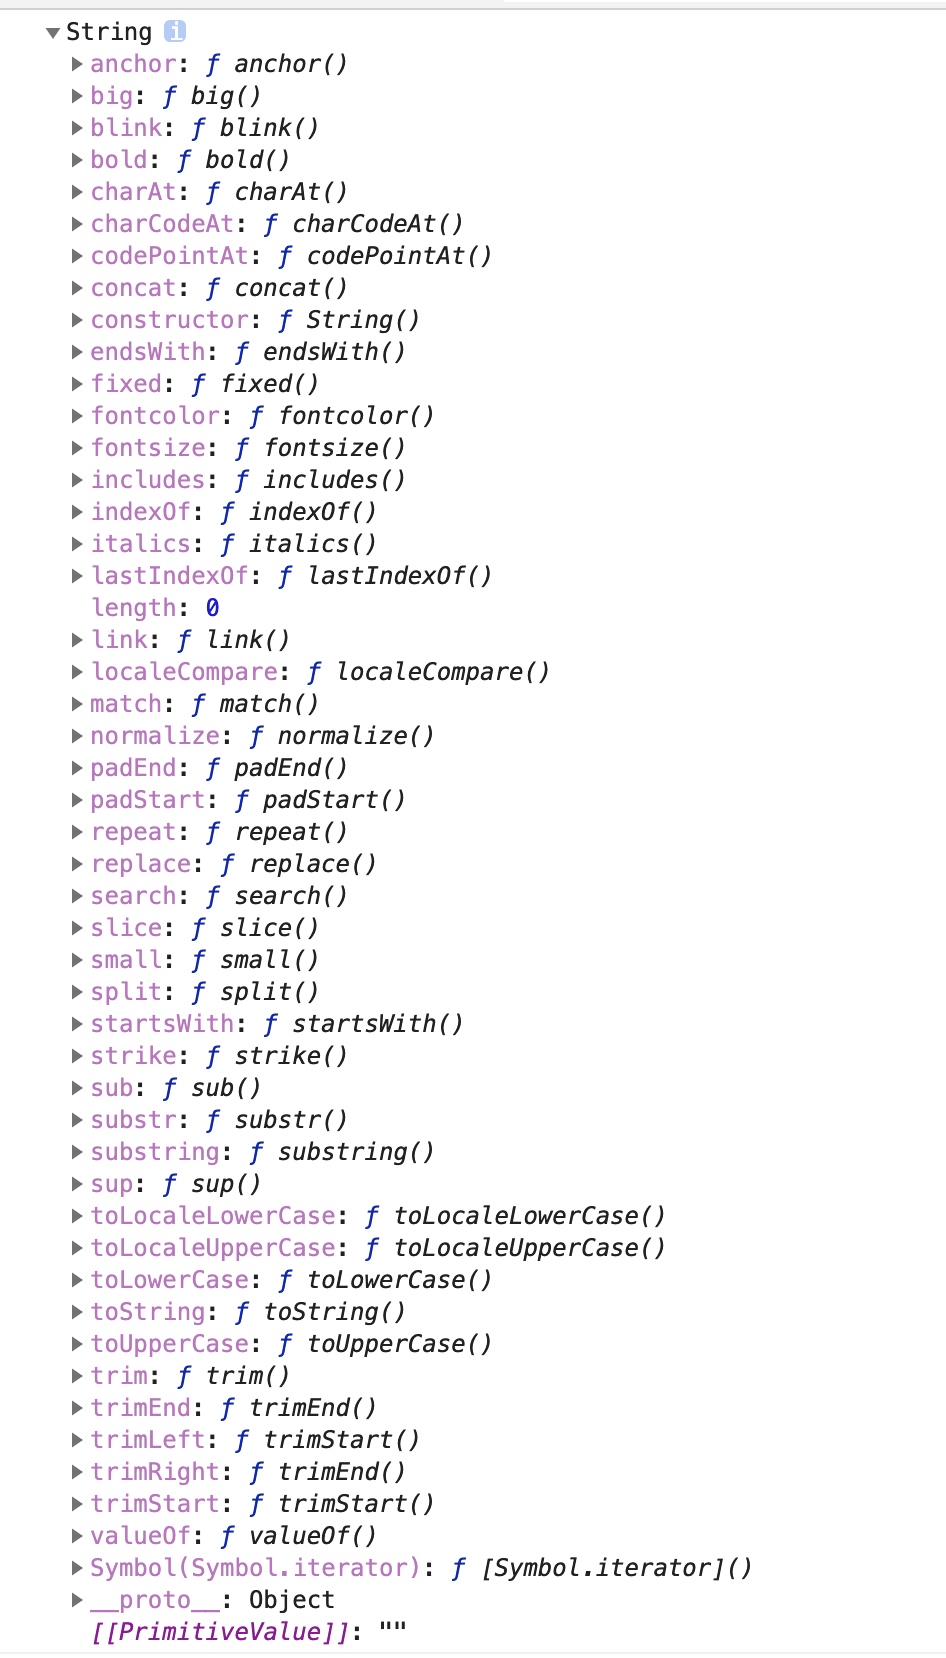 ▼String i
▶anchor: ƒ anchor()
▶big: ƒ big()
▶blink: ƒ blink()
▶bold: ƒ bold()
▶charAt: ƒ charAt()
▶charCodeAt: ƒ charCodeAt()
▶codePointAt: ƒ codePointAt()
▶concat: ƒ concat()
▶constructor: ƒ String()
▶endsWith: ƒ endsWith()
▶fixed: ƒ fixed()
▶fontcolor: ƒ fontcolor()
▶fontsize: ƒ fontsize()
▶includes: ƒ includes()
▶indexOf: ƒ indexOf()
▶italics: ƒ italics()
▶lastIndexOf: ƒ lastIndexOf()
length: 0
▶link: ƒ link()
▶localeCompare: ƒ localeCompare()
▶match: ƒ match()
▶normalize: ƒ normalize()
▶padEnd: ƒ padEnd()
▶padStart: ƒ padStart()
▶repeat: ƒ repeat()
▶replace: ƒ replace()
▶search: ƒ search()
▶slice: ƒ slice()
▶small: ƒ small()
▶split: ƒ split()
▶startsWith: ƒ startsWith()
▶strike: ƒ strike()
▶sub: ƒ sub()
▶substr: ƒ substr()
▶substring: ƒ substring()
▶sup: ƒ sup()
▶toLocaleLowerCase: ƒ toLocaleLowerCase()
▶toLocaleUpperCase: ƒ toLocaleUpperCase()
▶toLowerCase: ƒ toLowerCase()
▶toString: ƒ toString()
▶toUpperCase: ƒ toUpperCase()
▶trim: ƒ trim()
▶trimEnd: ƒ trimEnd()
▶trimLeft: ƒ trimStart()
▶trimRight: ƒ trimEnd()
▶trimStart: ƒ trimStart()
▶valueOf: ƒ valueOf()
▶Symbol(Symbol.iterator): ƒ [Symbol.iterator]()
▶__proto__: Object
[[PrimitiveValue]]: ""